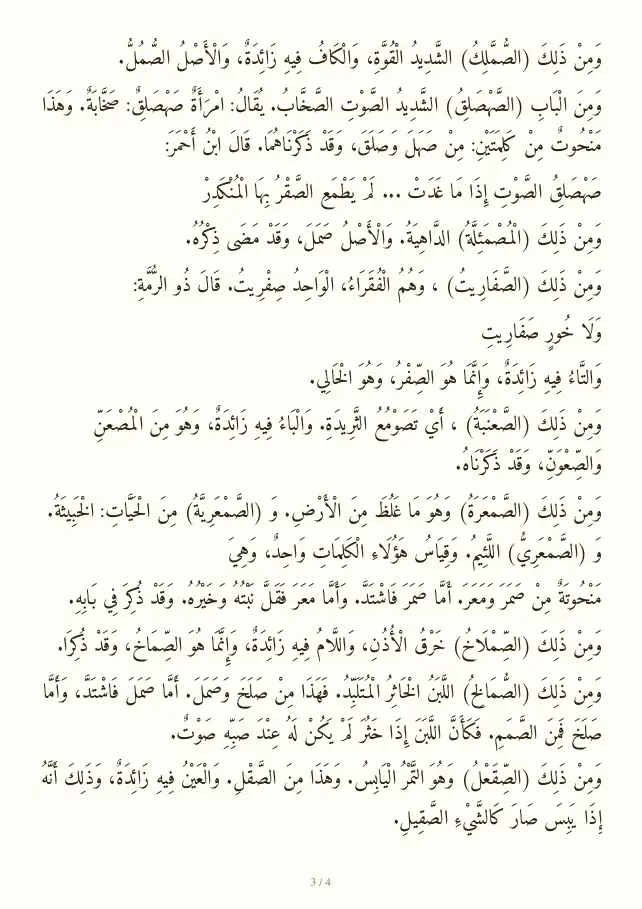 وَمِنْ ذَلِكَ (الصُّمَّلِكُ) الشَّدِيدُ الْقُوَّةِ، وَالْكَافُ فِيهِ زَائِدَةٌ، وَالْأَصْلُ الصُّمُلُّ.
وَمِنَ الْبَابِ (الصَّهْصَلِقُ) الشَّدِيدُ الصَّوْتِ الصَّخَّابُ. يُقَالُ: امْرَأَةٌ صَهْصَلِقٌ: صَخَّابَةٌ. وَهَذَا
مَنْحُوتٌ مِنْ كَلِمَتَيْنِ: مِنْ صَهَلَ وَصَلَقَ، وَقَدْ ذَكَرْنَاهُمَا. قَالَ ابْنُ أَحْمَرَ:
صَهْصَلِقُ الصَّوْتِ إِذَا مَا غَدَتْ ... لَمْ يَطْمَعِ الصَّقْرُ بِهَا الْمُنْكَدِرْ
وَمِنْ ذَلِكَ (الْمُصْمَئِلَّةُ) الدَّاهِيَةُ. وَالْأَصْلُ صَمَلَ، وَقَدْ مَضَى ذِكْرُهُ.
وَمِنْ ذَلِكَ (الصَّفَارِيتُ) ، وَهُمُ الْفُقَرَاءُ، الْوَاحِدُ صِفْرِيتُ. قَالَ ذُو الرُّمَّةِ:
وَلَا خُورٍ صَفَارِيتِ
وَالتَّاءُ فِيهِ زَائِدَةٌ، وَإِنَّمَا هُوَ الصِّفْرُ، وَهُوَ الْخَالِي.
وَمِنْ ذَلِكَ (الصَّعْنَبَةُ) ، أَيْ تَصَوْمُعُ الثَّرِيدَةِ. وَالْبَاءُ فِيهِ زَائِدَةٌ، وَهُوَ مِنَ الْمُصْعَنِّ
وَالصِّعْوَنِّ، وَقَدْ ذَكَرْنَاهُ.
وَمِنْ ذَلِكَ (الصَّمْعَرَةُ) وَهُوَ مَا غَلُظَ مِنَ الْأَرْضِ. وَ (الصَّمْعَرِيَّةُ) مِنَ الْحَيَّاتِ: الْخَبِيثَةُ.
وَ (الصَّمْعَرِيُّ) اللَّئِيمُ. وَقِيَاسُ هَؤُلَاءِ الْكَلِمَاتِ وَاحِدٌ، وَهِيَ
مَنْحُوتَةٌ مِنْ صَمَرَ وَمَعَرَ. أَمَّا صَمَرَ فَاشْتَدَّ. وَأَمَّا مَعَرَ فَقَلَّ نَبْتُهُ وَخَيْرُهُ. وَقَدْ ذُكِرَ فِي بَابِهِ.
وَمِنْ ذَلِكَ (الصِّمْلَاخُ) خَرْقُ الْأُذُنِ، وَاللَّامُ فِيهِ زَائِدَةٌ، وَإِنَّمَا هُوَ الصِّمَاخُ، وَقَدْ ذُكِرَا.
وَمِنْ ذَلِكَ (الصُّمَالِخُ) اللَّبَنُ الْخَاثِرُ الْمُتَلَبِّدُ. فَهَذَا مِنْ صَلَخَ وَصَمَلَ. أَمَّا صَمَلَ فَاشْتَدَّ، وَأَمَّا
صَلَخَ فَمِنَ الصَّمَمِ. فَكَأَنَّ اللَّبَنَ إِذَا خَثُرَ لَمْ يَكُنْ لَهُ عِنْدَ صَبِّهِ صَوْتٌ.
وَمِنْ ذَلِكَ (الصِّقَعْلُ) وَهُوَ التَّمْرُ الْيَابِسُ. وَهَذَا مِنَ الصَّقْلِ. وَالْعَيْنُ فِيهِ زَائِدَةٌ، وَذَلِكَ أَنَّهُ
إِذَا يَبِسَ صَارَ كَالشَّيْءِ الصَّقِيلِ.
3 / 4